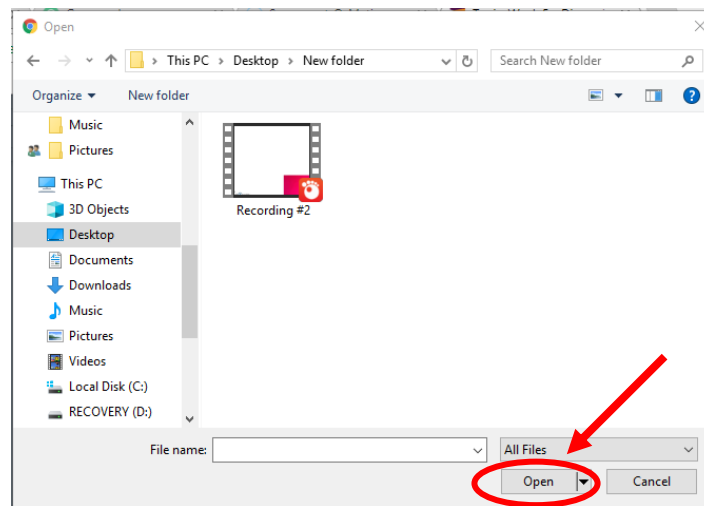 Open
This PC > Desktop > New folder
Search New folder
Organize
New folder
Music
Pictures
This PC
3D Objects
Desktop
Documents
Downloads
Music
Pictures
Videos
Local Disk (C:)
RECOVERY (D:)
Recording #2
File name:
All Files
Open
Cancel